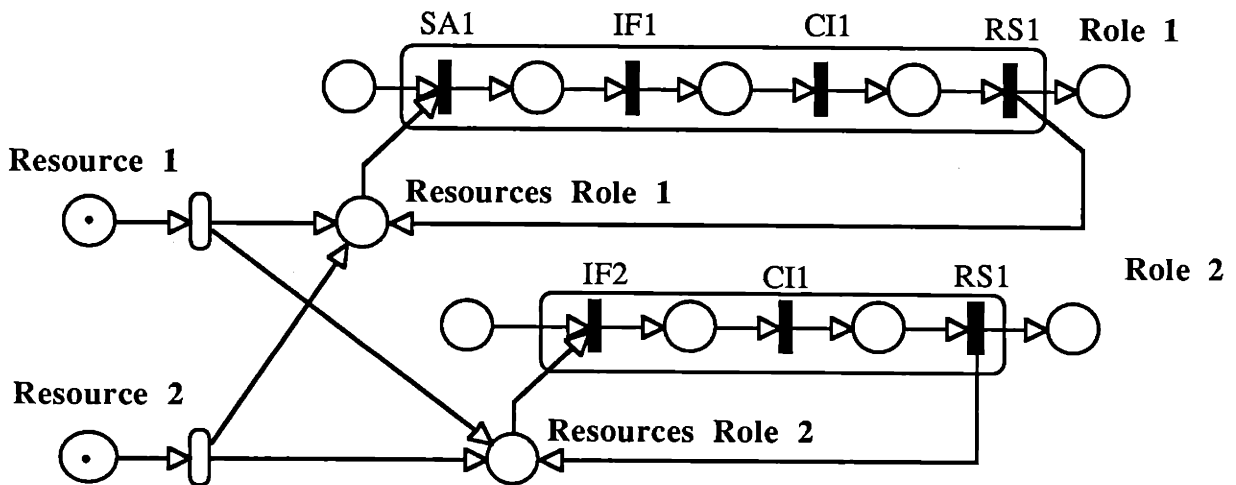 SA1 IF1 CI1 RS1 Role 1
Resource 1
Resources Role 1
IF2 CI1 RS1 Role 2
Resource 2
Resources Role 2